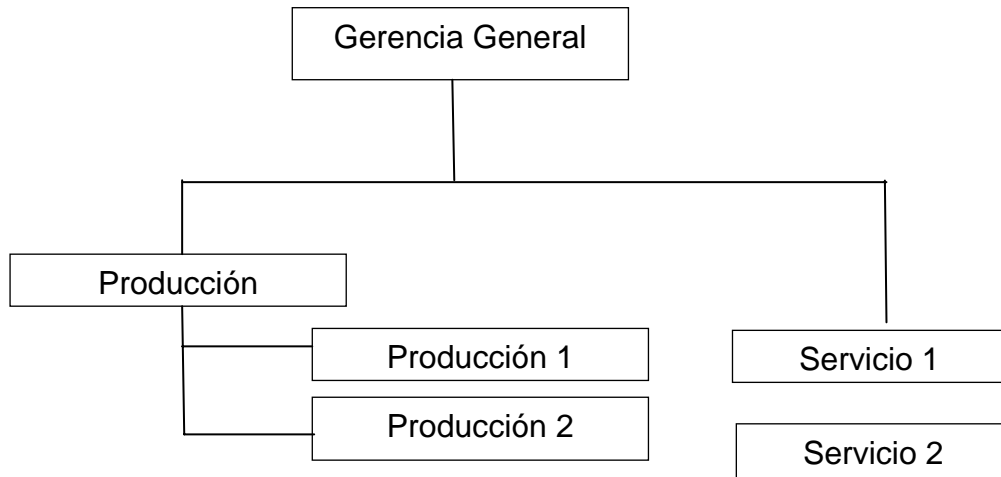 Gerencia General
Producción
Producción 1
Servicio 1
Producción 2
Servicio 2